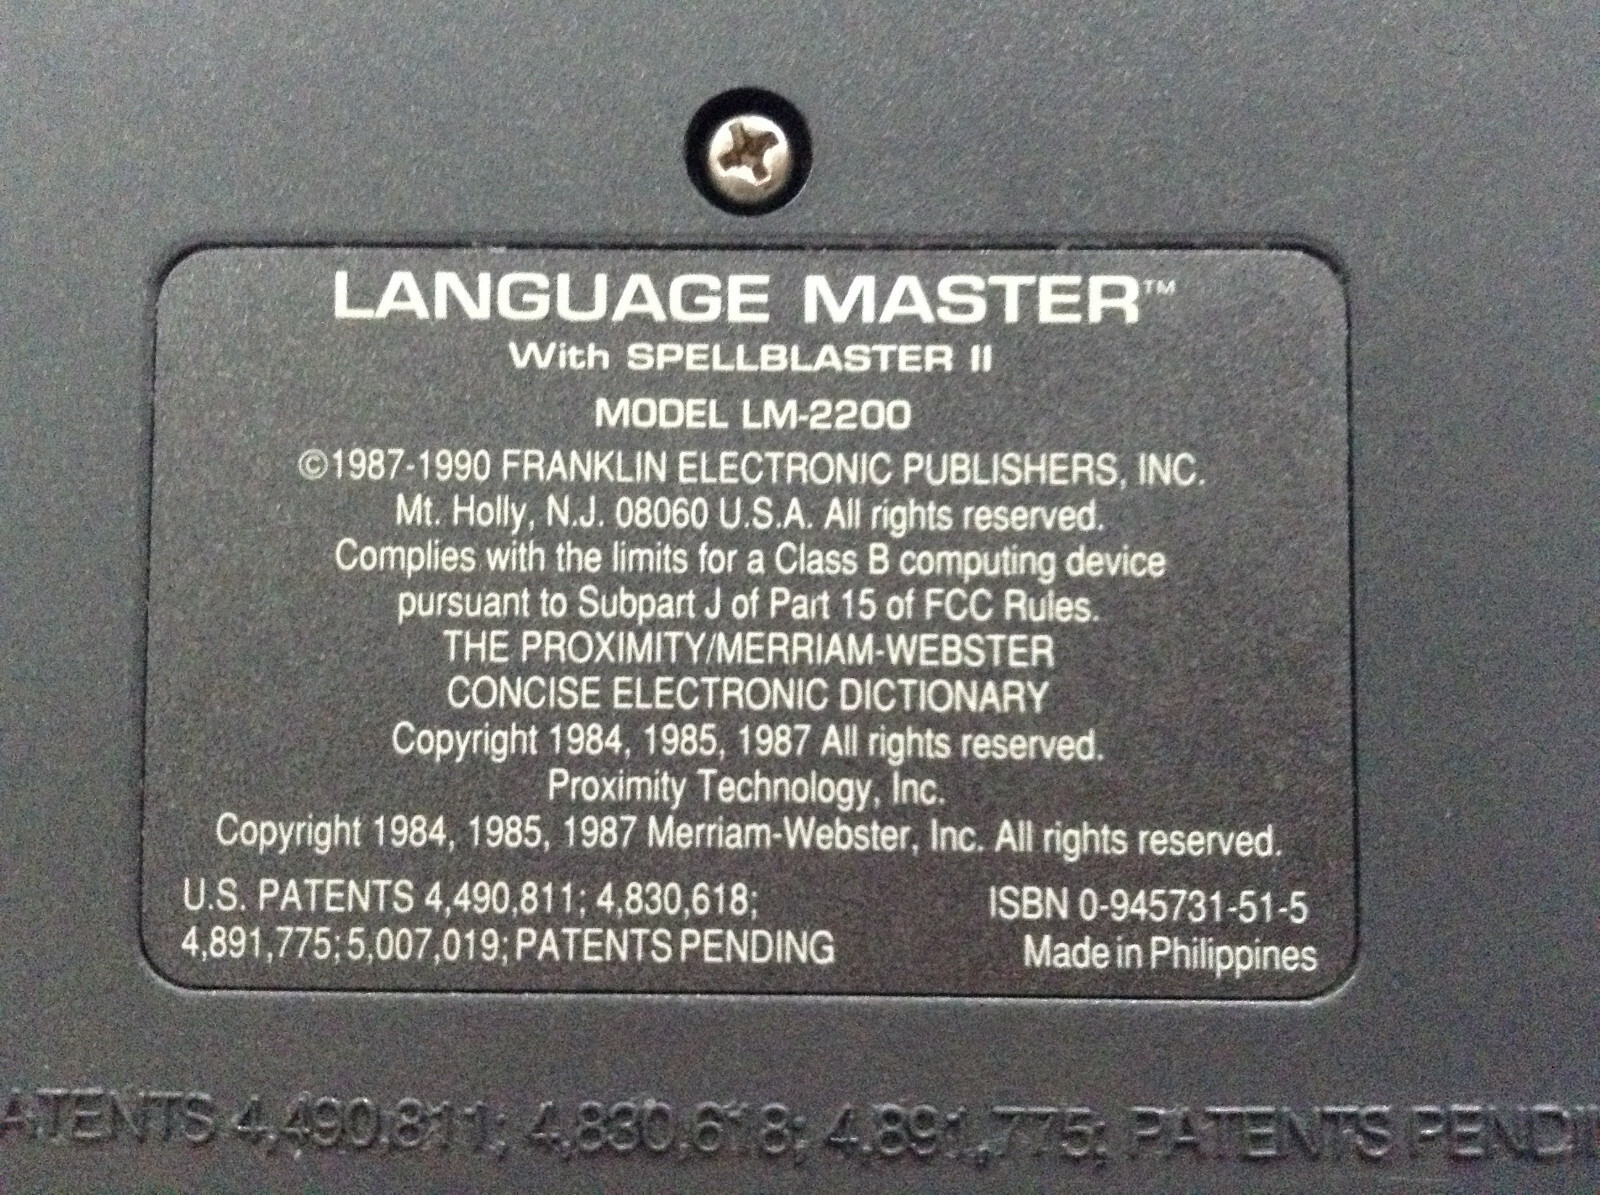 LANGUAGE MASTER™
With SPELLBLASTER II
MODEL LM-2200
©1987-1990 FRANKLIN ELECTRONIC PUBLISHERS, INC.
Mt. Holly, N.J. 08060 U.S.A. All rights reserved.
Complies with the limits for a Class B computing device
pursuant to Subpart J of Part 15 of FCC Rules.
THE PROXIMITY/MERRIAM-WEBSTER
CONCISE ELECTRONIC DICTIONARY
Copyright 1984, 1985, 1987 All rights reserved.
Proximity Technology, Inc.
Copyright 1984, 1985, 1987 Merriam-Webster, Inc. All rights reserved.
U.S. PATENTS 4,490,811; 4,830,618;
4,891,775; 5,007,019; PATENTS PENDING
ISBN 0-945731-51-5
Made in Philippines
ATENTS 4,490,811; 4,830,618; 4,891,775; PATENTS PENDI